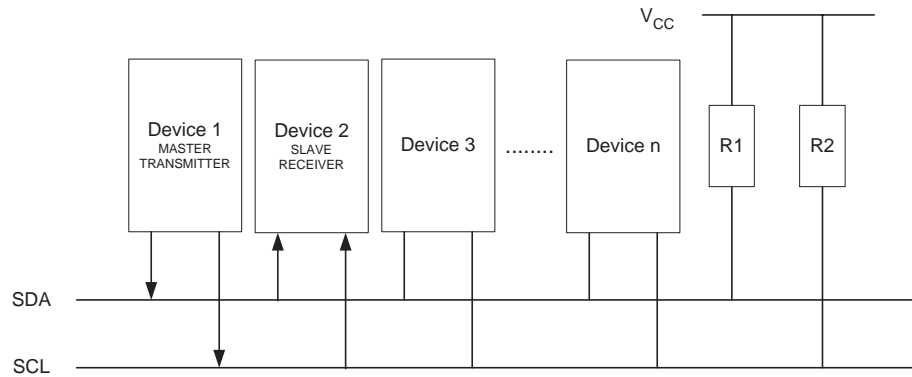 VCC
Device 1
MASTER
TRANSMITTER
Device 2
SLAVE
RECEIVER
Device 3
........
Device n
R1
R2
SDA
SCL